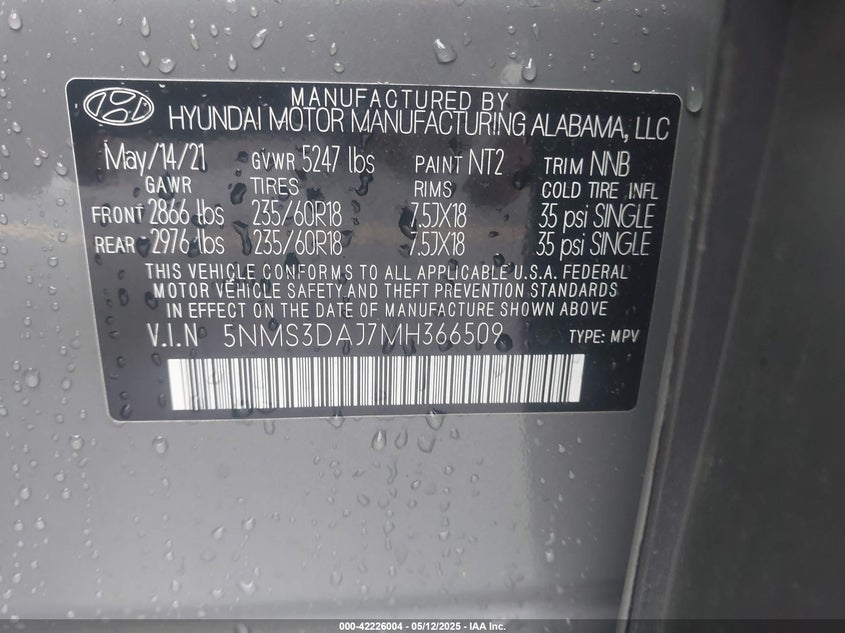 MANUFACTURED BY
HYUNDAI MOTOR MANUFACTURING ALABAMA, LLC
May/14/21 GVWR 5247 lbs PAINT NT2 TRIM NNB
GAWR TIRES RIMS COLD TIRE INFL
FRONT 2866 lbs 235/60R18 7.5JX18 35 psi SINGLE
REAR 2976 lbs 235/60R18 7.5JX18 35 psi SINGLE
THIS VEHICLE CONFORMS TO ALL APPLICABLE U.S.A. FEDERAL
MOTOR VEHICLE SAFETY AND THEFT PREVENTION STANDARDS
IN EFFECT ON THE DATE OF MANUFACTURE SHOWN ABOVE
V.I.N 5NMS3DAJ7MH366509 TYPE: MPV
000-42226004 - 05/12/2025 - IAA Inc.